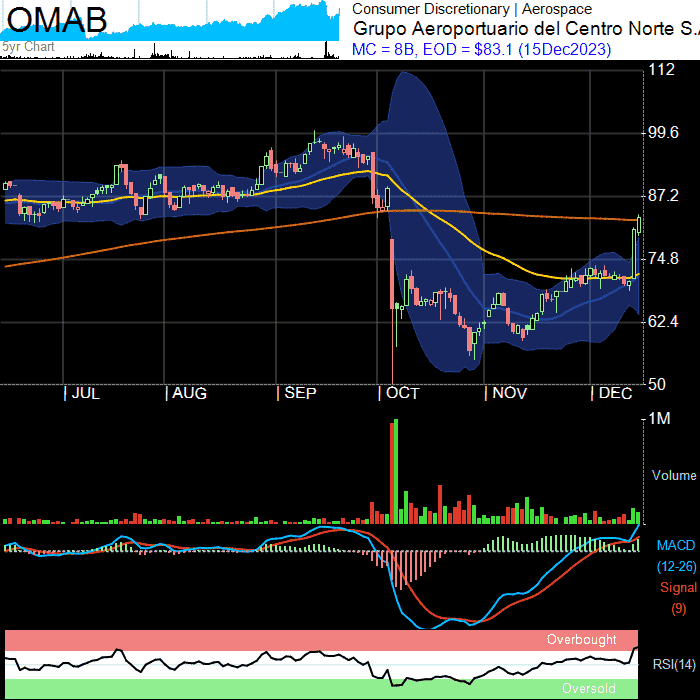 OMAB
5yr Chart
Consumer Discretionary | Aerospace
Grupo Aeroportuario del Centro Norte S.A
MC = 8B, EOD = $83.1 (15Dec2023)
112
99.6
87.2
74.8
62.4
50
| JUL | AUG | SEP | OCT | NOV | DEC
1M
Volume
MACD
(12-26)
Signal
(9)
Overbought
RSI(14)
Oversold